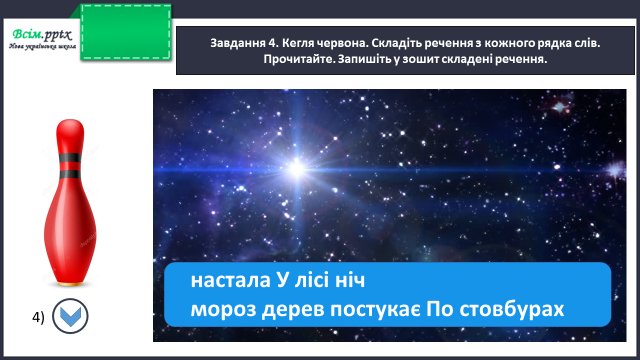 Всім.pptx
Нова українська школа
Завдання 4. Кегля червона. Складіть речення з кожного рядка слів.
Прочитайте. Запишіть у зошит складені речення.
настала У лісі ніч
мороз дерев постукає По стовбурах
4)